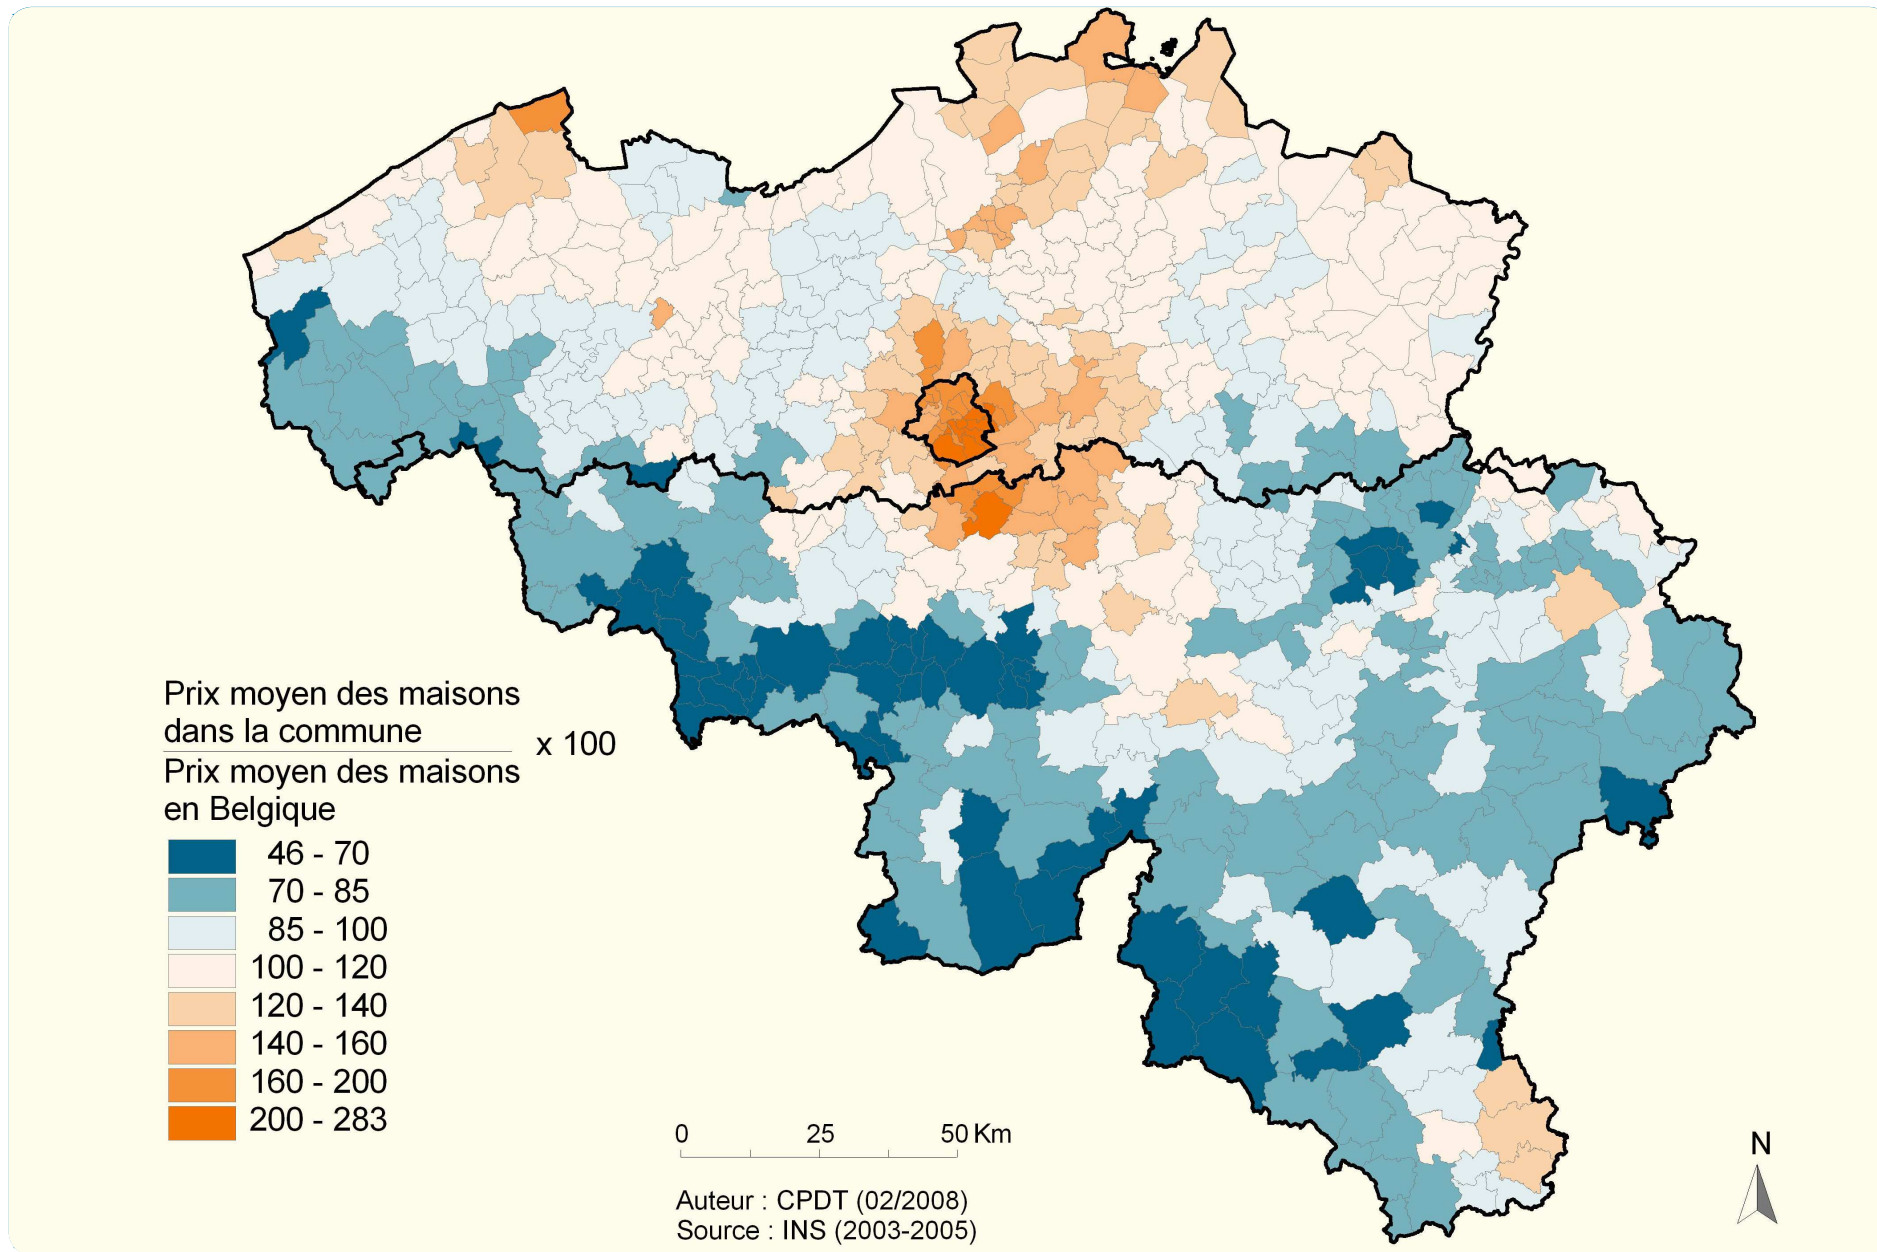 Prix moyen des maisons
dans la commune
x 100
Prix moyen des maisons
en Belgique
46 - 70
70 - 85
85 - 100
100 - 120
120 - 140
140 - 160
160 - 200
200 - 283
0 25 50 Km
Auteur : CPDT (02/2008)
Source : INS (2003-2005)
N